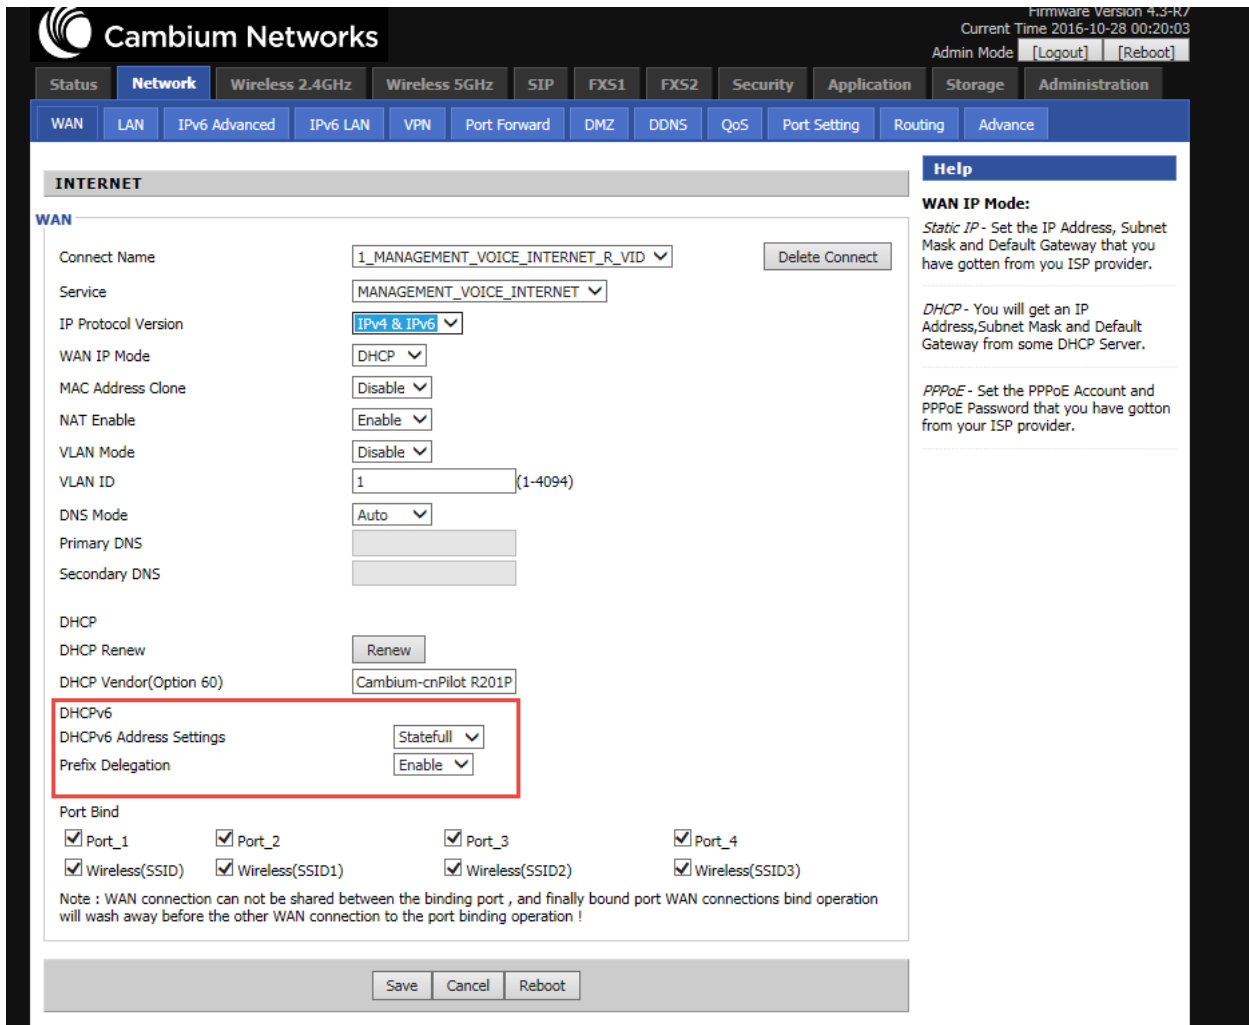 Firmware Version 4.3-R7
Cambium Networks
Current Time 2016-10-28 00:20:03
Admin Mode [Logout] [Reboot]
Status Network Wireless 2.4GHz Wireless 5GHz SIP FXS1 FXS2 Security Application Storage Administration
WAN LAN IPv6 Advanced IPv6 LAN VPN Port Forward DMZ DDNS QoS Port Setting Routing Advance
INTERNET
WAN
Connect Name 1_MANAGEMENT_VOICE_INTERNET_R_VID Delete Connect
Service MANAGEMENT_VOICE_INTERNET
IP Protocol Version IPv4 & IPv6
WAN IP Mode DHCP
MAC Address Clone Disable
NAT Enable Enable
VLAN Mode Disable
VLAN ID 1 (1-4094)
DNS Mode Auto
Primary DNS
Secondary DNS
DHCP
DHCP Renew Renew
DHCP Vendor(Option 60) Cambium-cnPilot R201P
DHCPv6
DHCPv6 Address Settings Statefull
Prefix Delegation Enable
Port Bind
Port_1 Port_2 Port_3 Port_4
Wireless(SSID) Wireless(SSID1) Wireless(SSID2) Wireless(SSID3)
Note : WAN connection can not be shared between the binding port , and finally bound port WAN connections bind operation
will wash away before the other WAN connection to the port binding operation !
Save Cancel Reboot
Help
WAN IP Mode:
Static IP - Set the IP Address, Subnet
Mask and Default Gateway that you
have gotten from you ISP provider.
DHCP - You will get an IP
Address,Subnet Mask and Default
Gateway from some DHCP Server.
PPPoE - Set the PPPoE Account and
PPPoE Password that you have gotton
from your ISP provider.